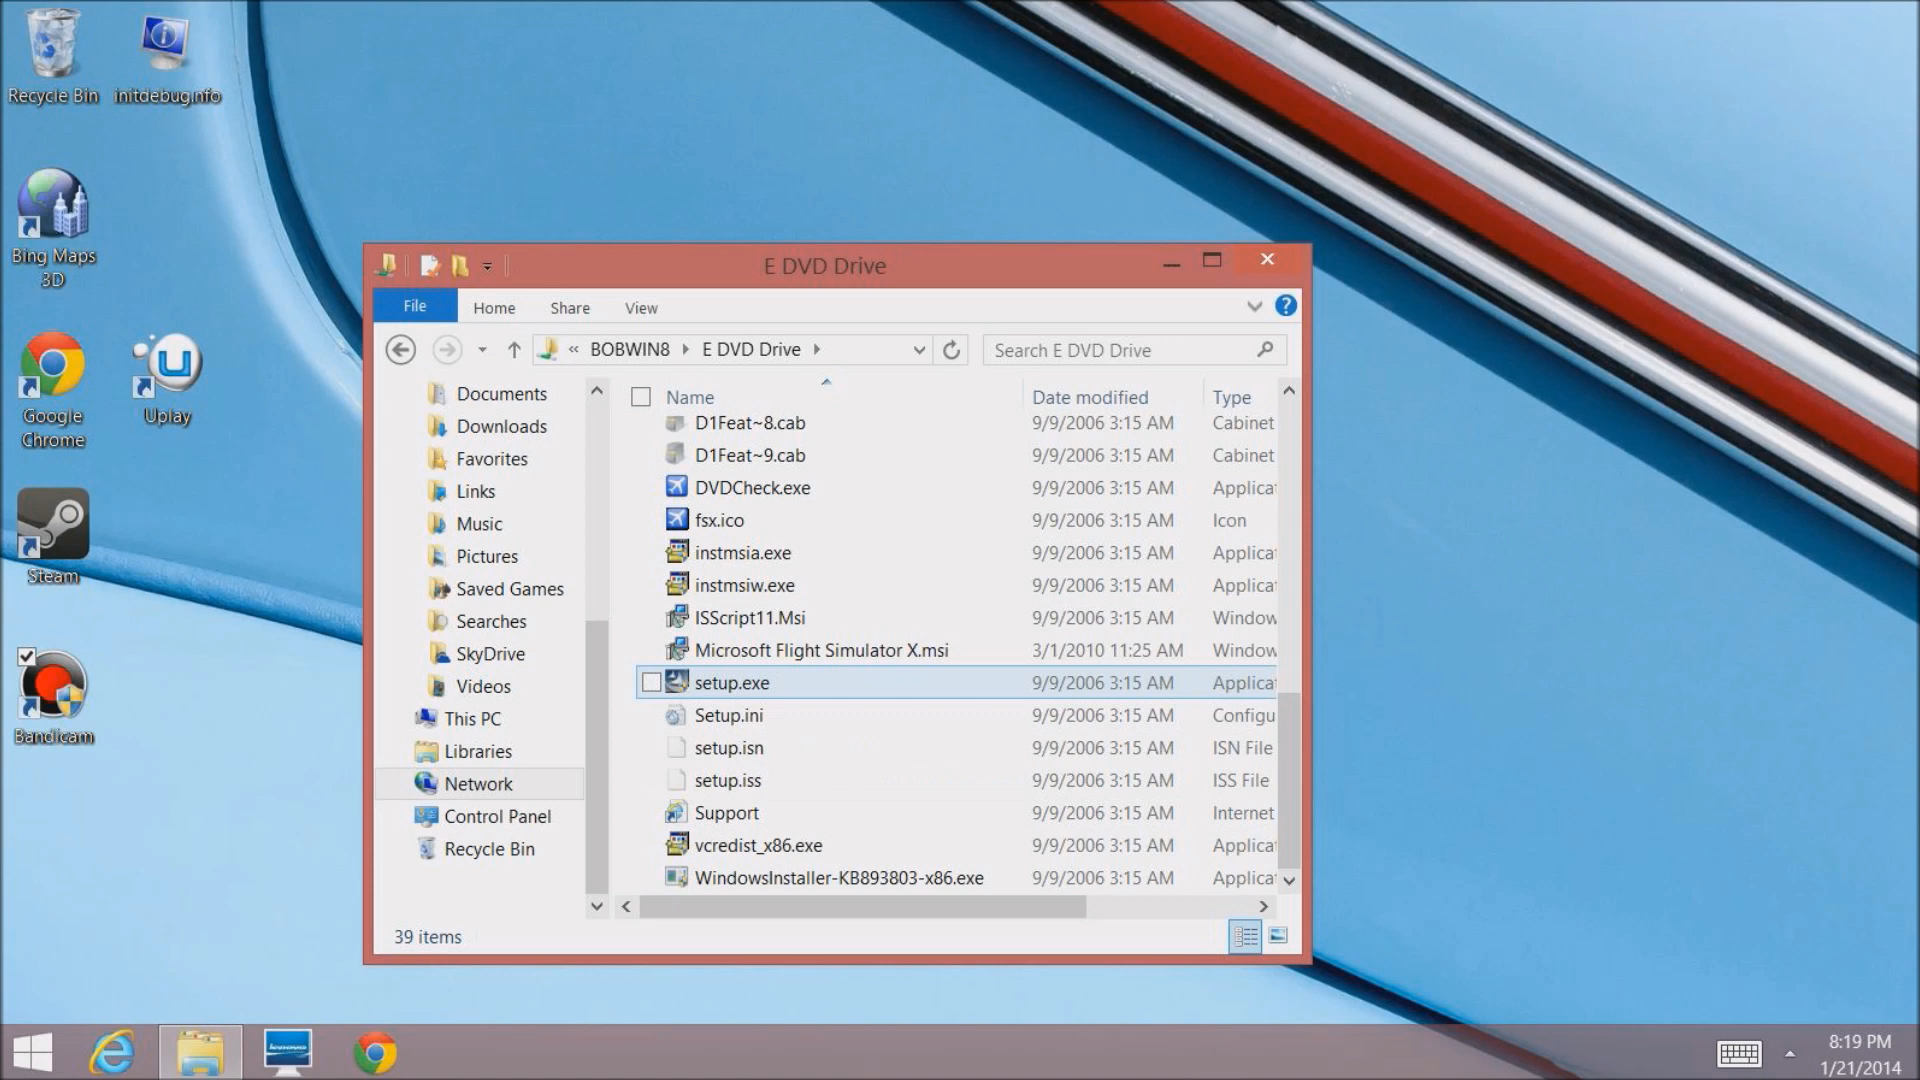 Recycle Bin
initdebug.nfo
Bing Maps
3D
Google
Chrome
Uplay
Steam
Bandicam
E DVD Drive
File
Home
Share
View
?
«
BOBWIN8
E DVD Drive
Search E DVD Drive
Documents
Downloads
Favorites
Links
Music
Pictures
Saved Games
Searches
SkyDrive
Videos
This PC
Libraries
Network
Control Panel
Recycle Bin
Name Date modified Type
D1Feat~8.cab 9/9/2006 3:15 AM Cabinet
D1Feat~9.cab 9/9/2006 3:15 AM Cabinet
DVDCheck.exe 9/9/2006 3:15 AM Applicat
fsx.ico 9/9/2006 3:15 AM Icon
instmsia.exe 9/9/2006 3:15 AM Applicat
instmsiw.exe 9/9/2006 3:15 AM Applicat
ISScript11.Msi 9/9/2006 3:15 AM Window
Microsoft Flight Simulator X.msi 3/1/2010 11:25 AM Window
setup.exe 9/9/2006 3:15 AM Applicat
Setup.ini 9/9/2006 3:15 AM Configu
setup.isn 9/9/2006 3:15 AM ISN File
setup.iss 9/9/2006 3:15 AM ISS File
Support 9/9/2006 3:15 AM Internet
vcredist_x86.exe 9/9/2006 3:15 AM Applicat
WindowsInstaller-KB893803-x86.exe 9/9/2006 3:15 AM Applicat
39 items
lenovo
8:19 PM
1/21/2014